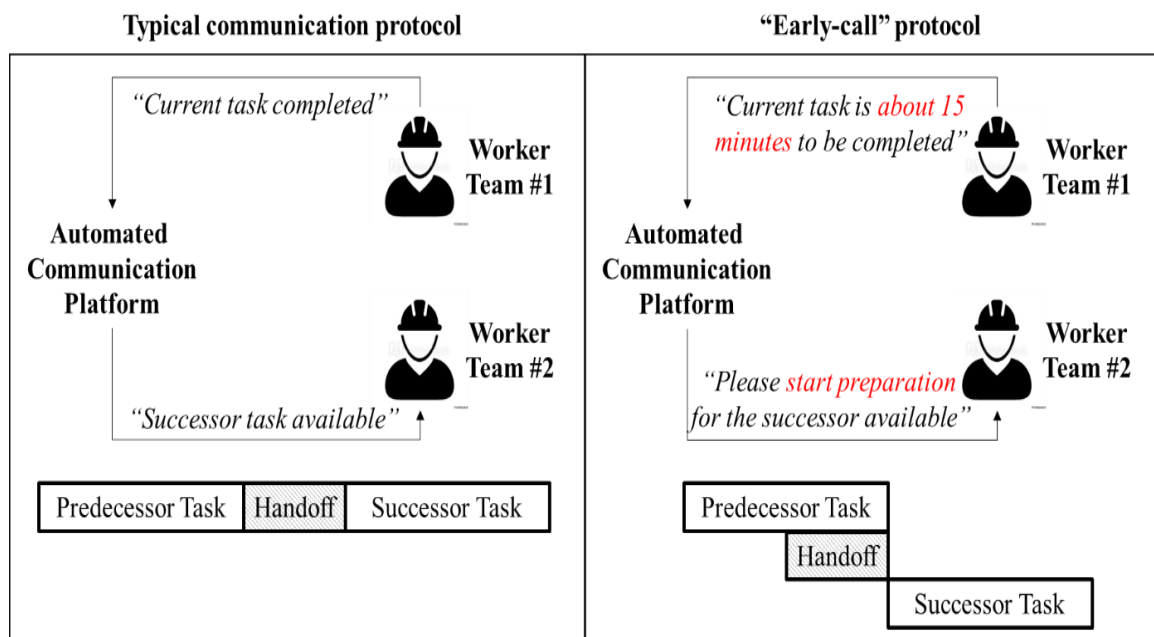 Typical communication protocol
“Early-call” protocol
“Current task completed”
Worker
Team #1
Automated
Communication
Platform
Worker
Team #2
“Successor task available”
Predecessor Task
Handoff
Successor Task
“Current task is about 15
minutes to be completed”
Worker
Team #1
Automated
Communication
Platform
Worker
Team #2
“Please start preparation
for the successor available”
Predecessor Task
Handoff
Successor Task